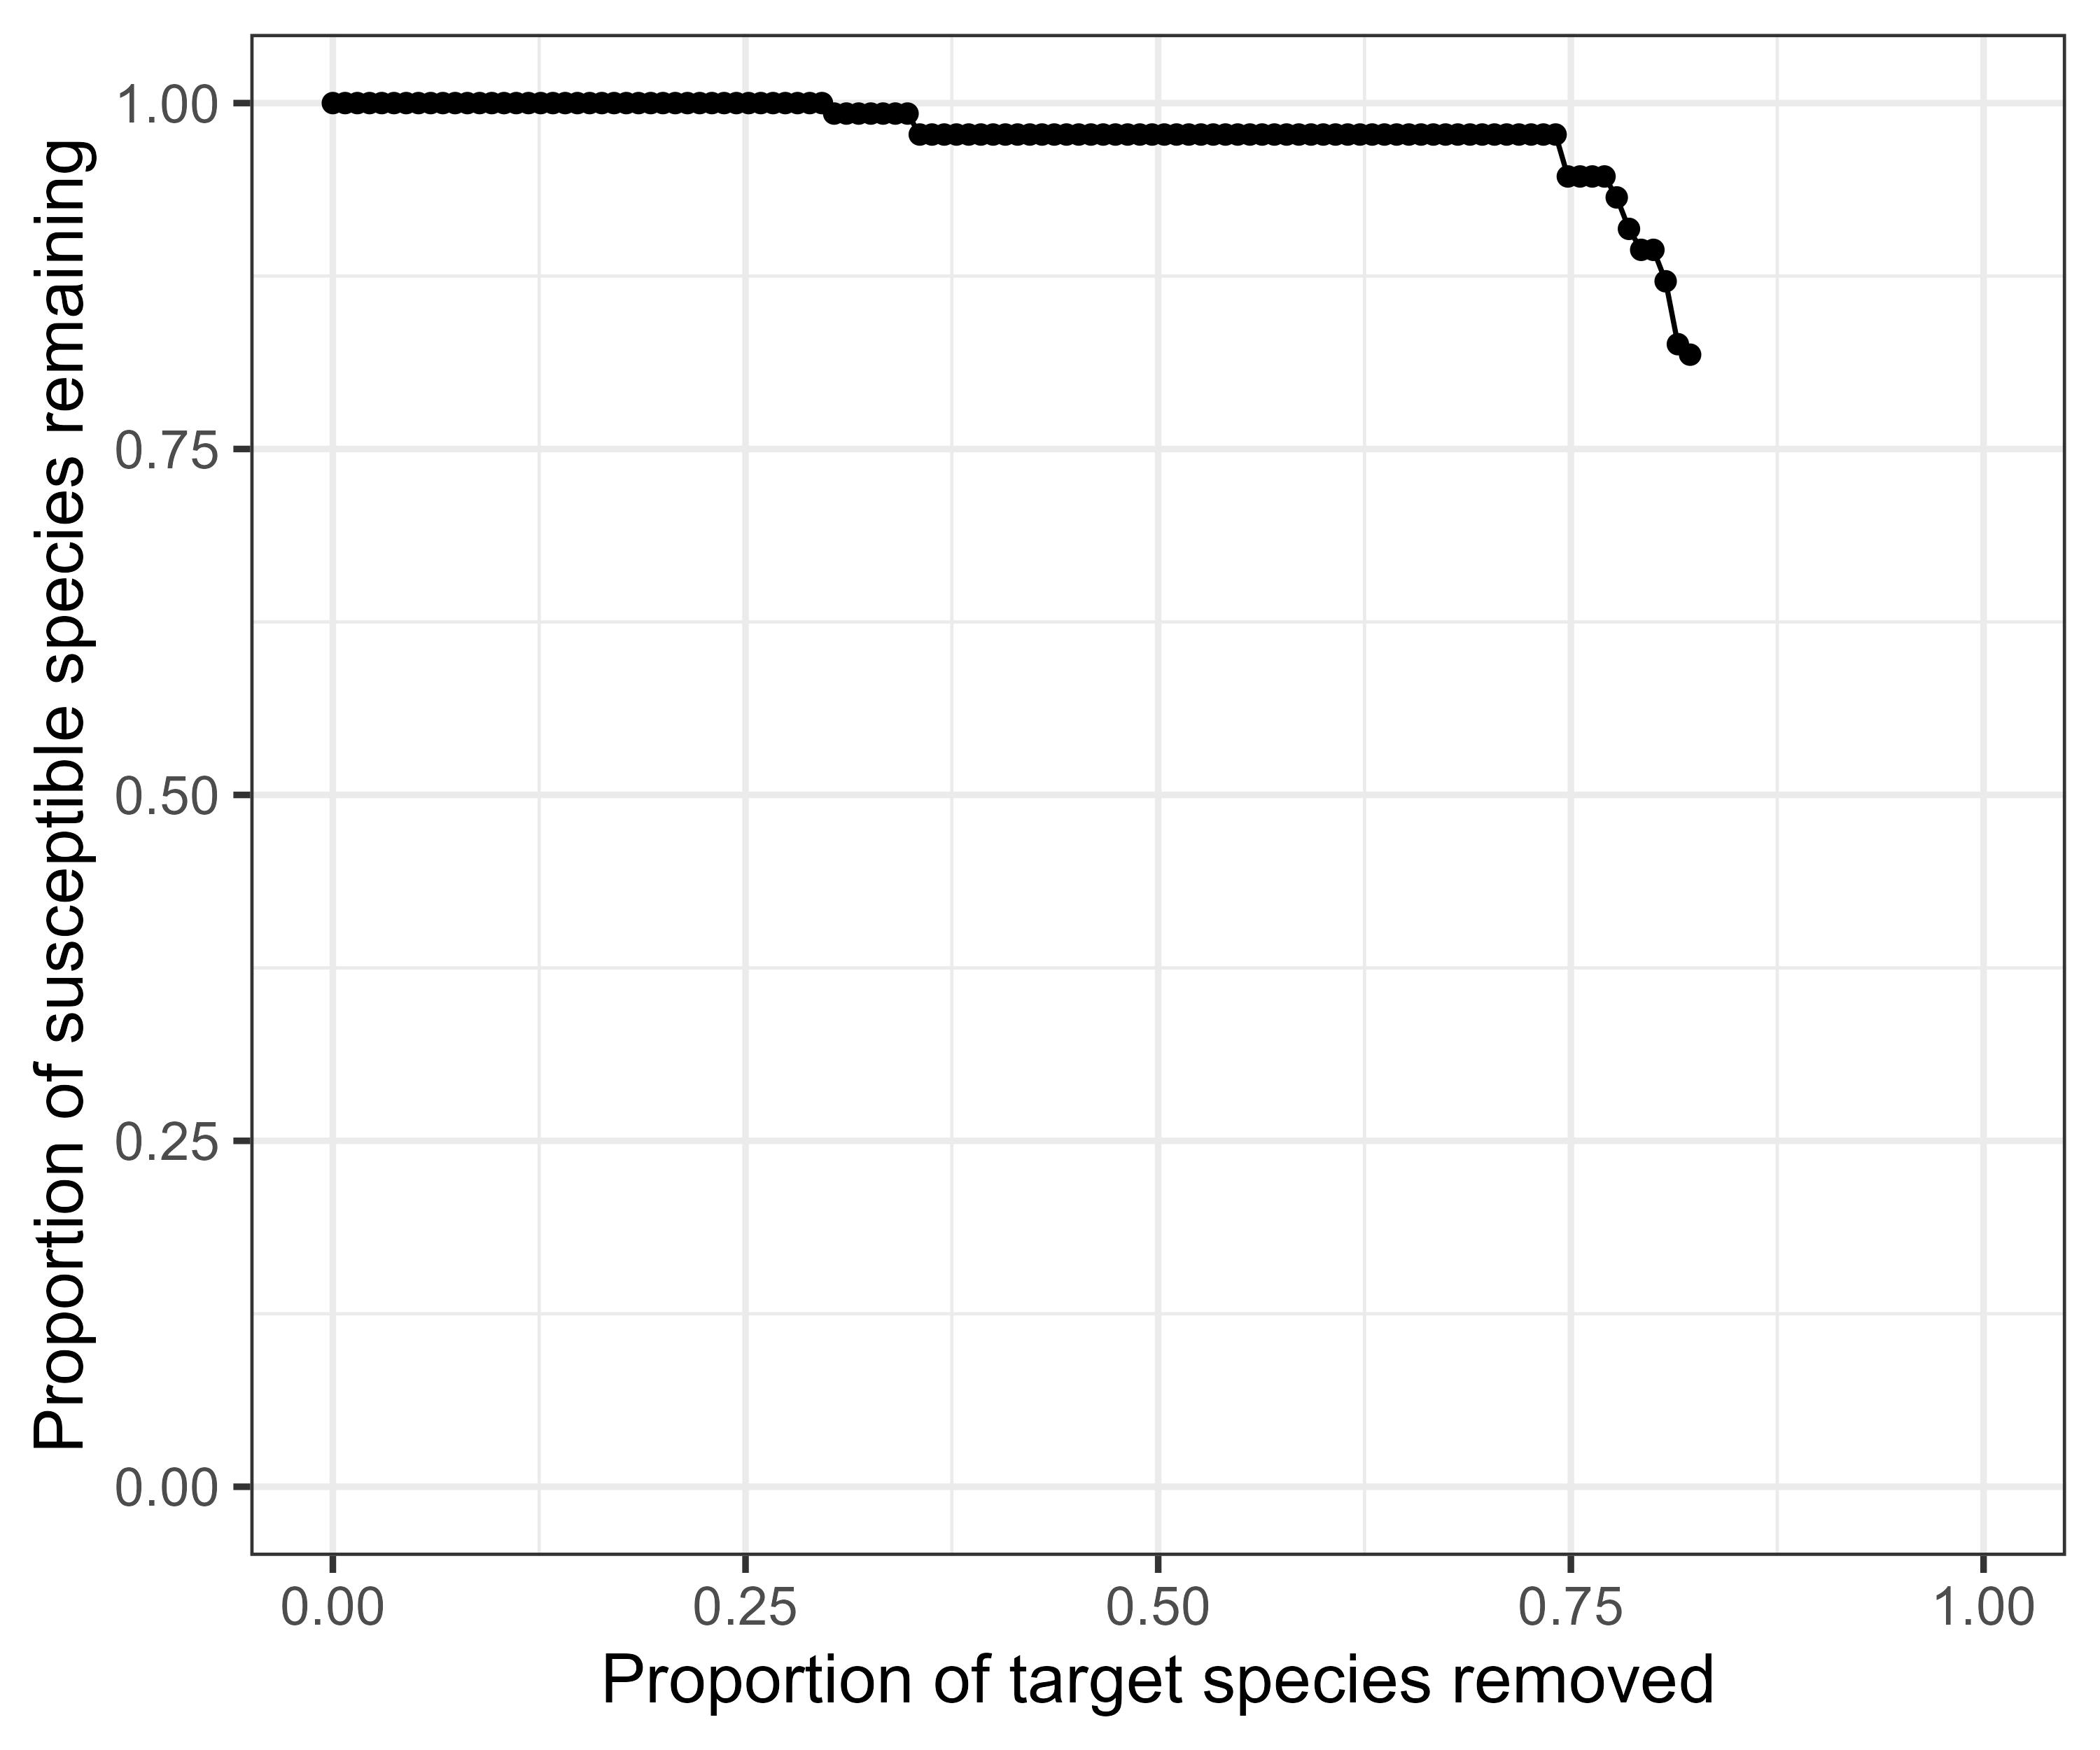 Proportion of susceptible species remaining
1.00
0.75
0.50
0.25
0.00
0.00 0.25 0.50 0.75 1.00
Proportion of target species removed